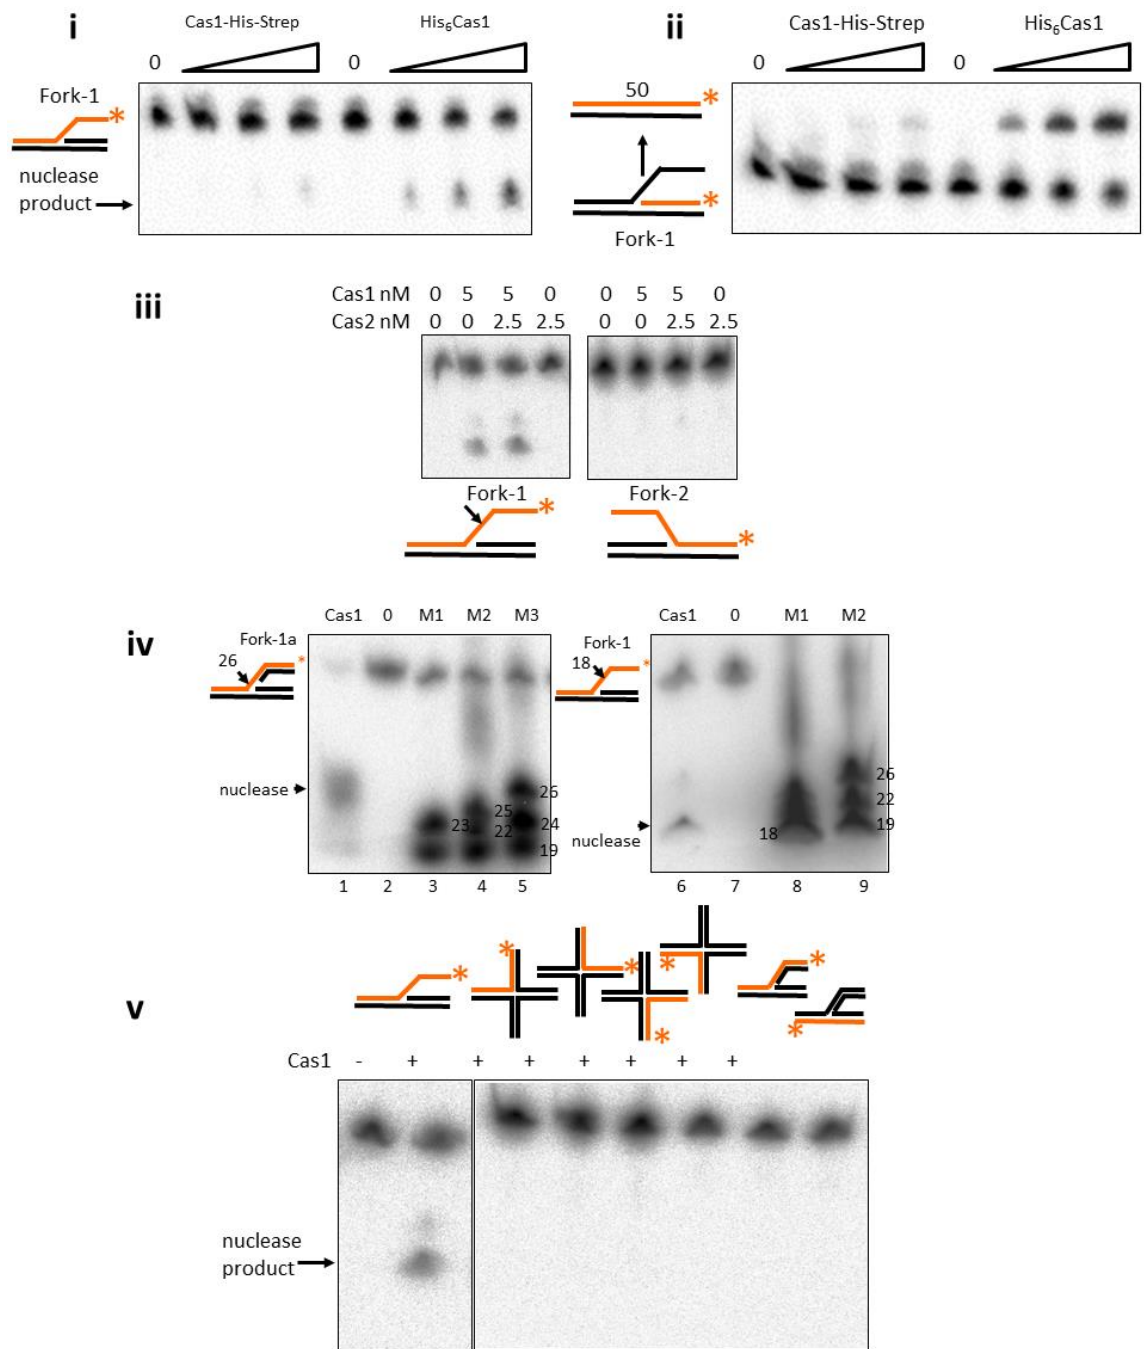 i
Cas1-His-Strep
His₆Cas1
0
0
Fork-1
*
nuclease
product
ii
Cas1-His-Strep
His₆Cas1
0
0
50
*
*
Fork-1
iii
Cas1 nM 0 5 5 0 0 5 5 0
Cas2 nM 0 0 2.5 2.5 0 0 2.5 2.5
Fork-1
Fork-2
*
*
iv
Cas1 0 M1 M2 M3
Fork-1a
26
*
nuclease
26
25
23
24
22
19
1 2 3 4 5
Cas1 0 M1 M2
Fork-1
18
*
nuclease
26
22
19
18
6 7 8 9
v
* * * * * * *
Cas1 - + + + + + + +
nuclease
product